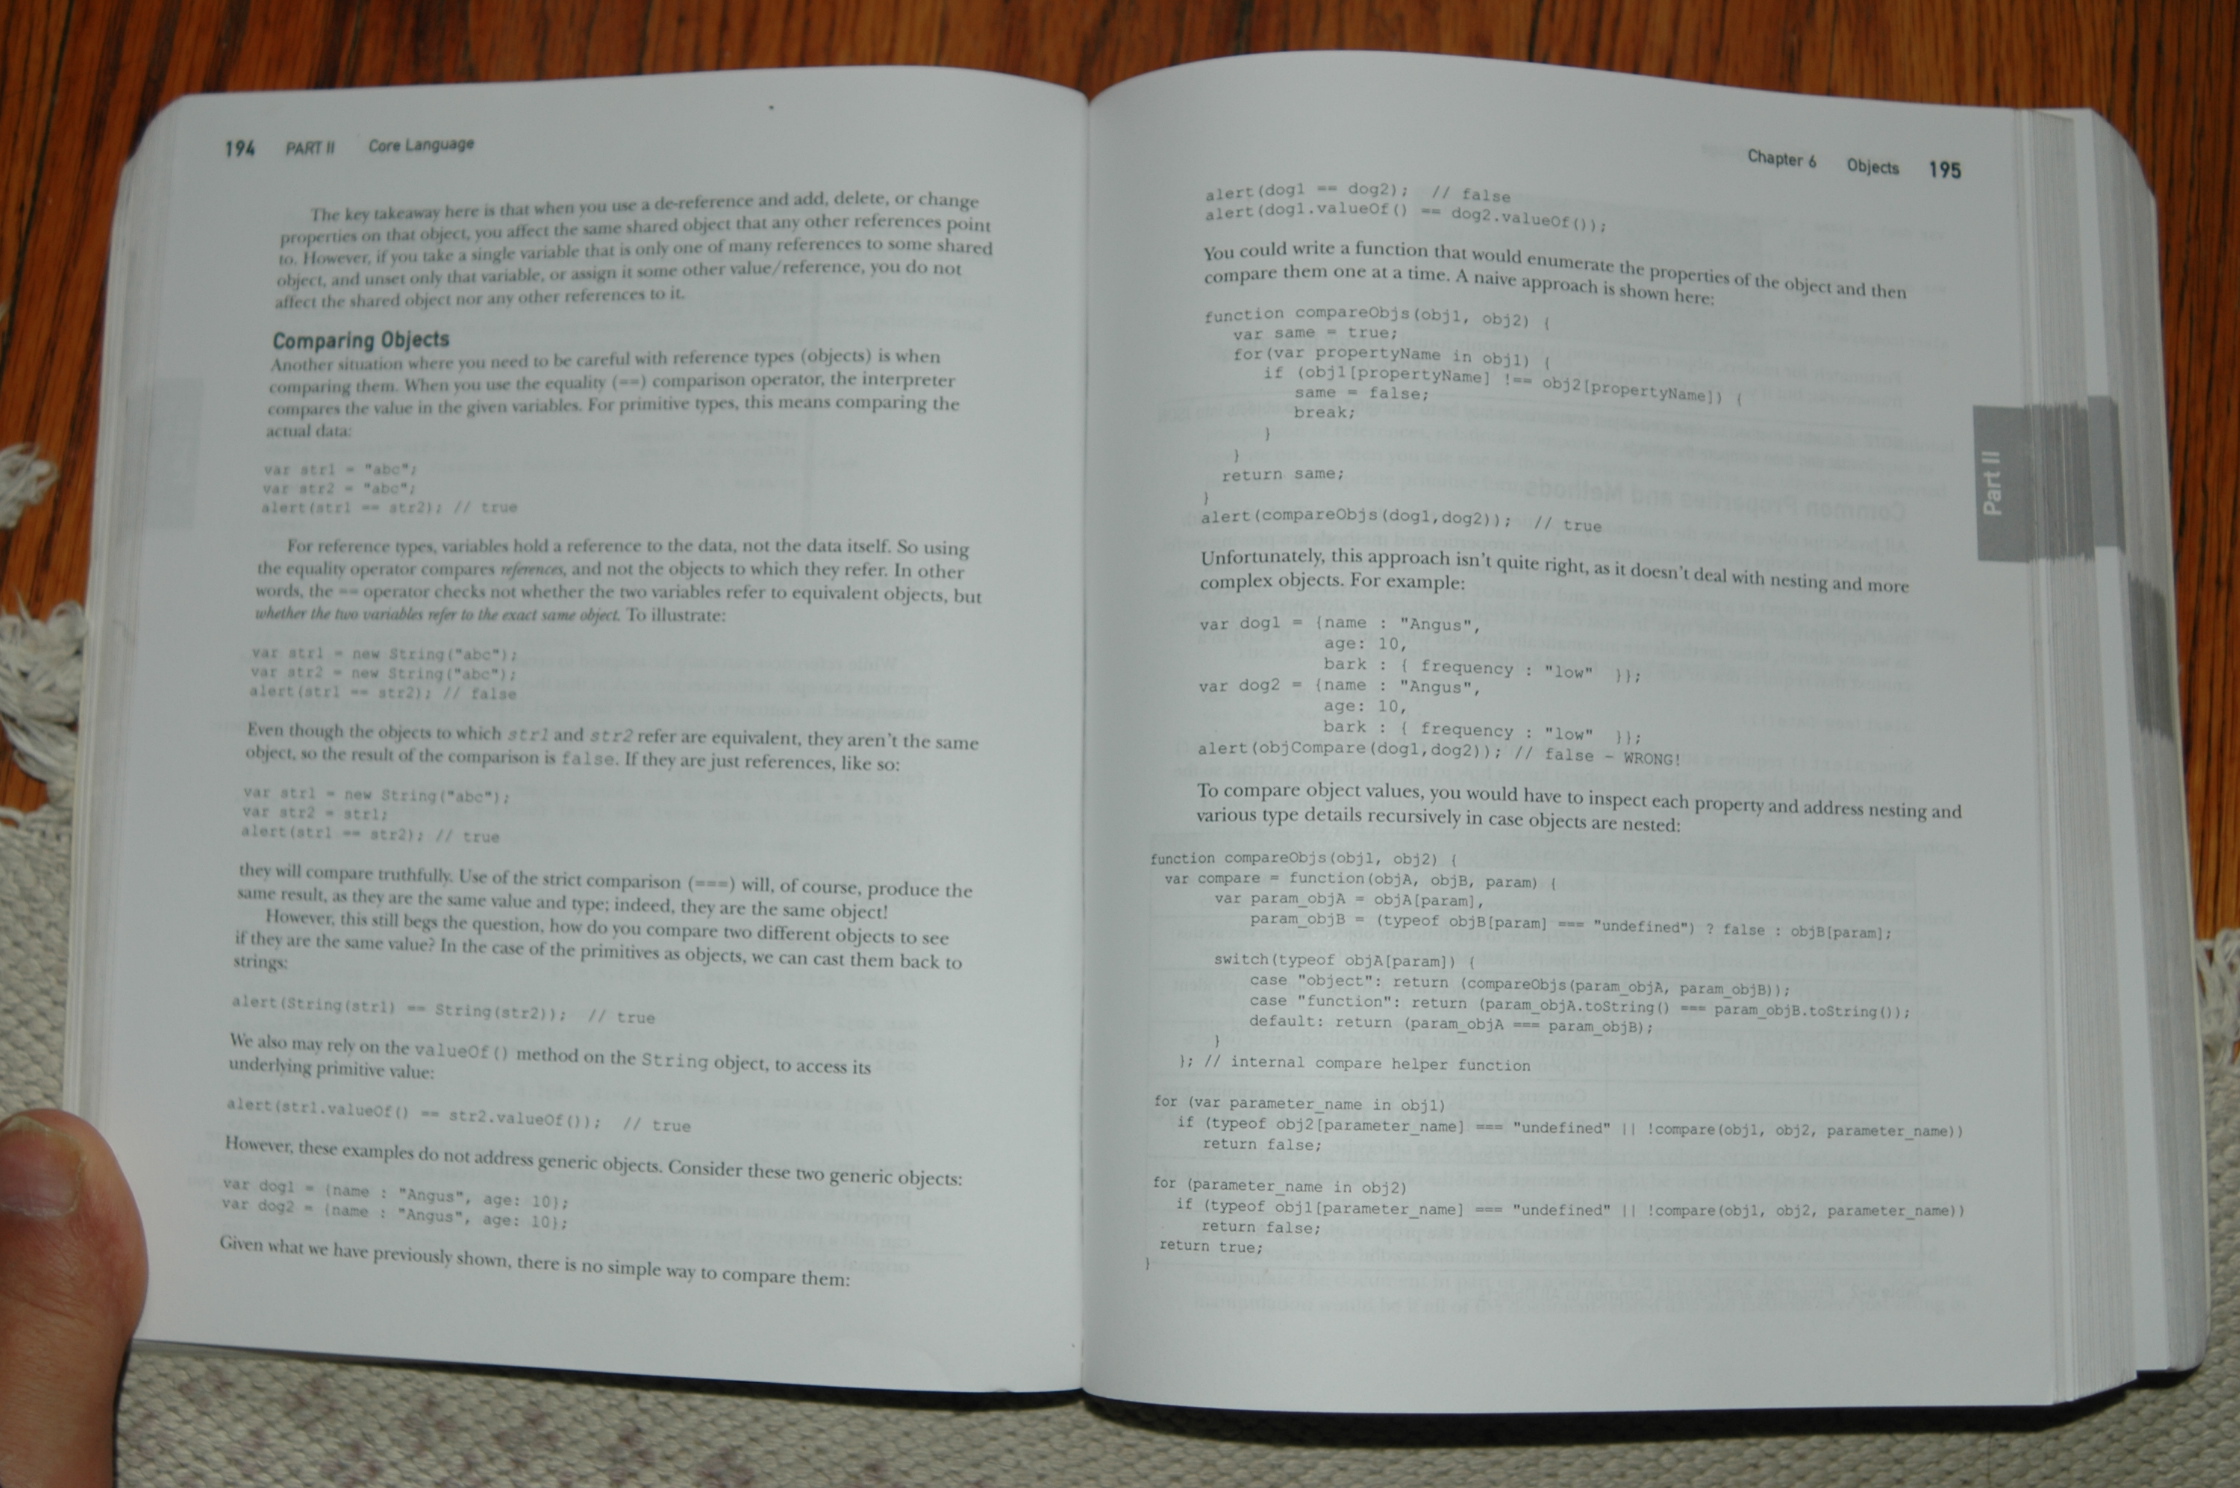 194 PART II Core Language
The key takeaway here is that when you use a de-reference and add, delete, or change
properties on that object, you affect the same shared object that any other references point
to. However, if you take a single variable that is only one of many references to some shared
object, and unset only that variable, or assign it some other value/reference, you do not
affect the shared object nor any other references to it.
Comparing Objects
Another situation where you need to be careful with reference types (objects) is when
comparing them. When you use the equality (==) comparison operator, the interpreter
compares the value in the given variables. For primitive types, this means comparing the
actual data:
var str1 = "abc";
var str2 = "abc";
alert(str1 == str2); // true
For reference types, variables hold a reference to the data, not the data itself. So using
the equality operator compares references, and not the objects to which they refer. In other
words, the == operator checks not whether the two variables refer to equivalent objects, but
whether the two variables refer to the exact same object. To illustrate:
var str1 = new String("abc");
var str2 = new String("abc");
alert(str1 == str2); // false
Even though the objects to which str1 and str2 refer are equivalent, they aren't the same
object, so the result of the comparison is false. If they are just references, like so:
var str1 = new String("abc");
var str2 = str1;
alert(str1 == str2); // true
they will compare truthfully. Use of the strict comparison (===) will, of course, produce the
same result, as they are the same value and type; indeed, they are the same object!
However, this still begs the question, how do you compare two different objects to see
if they are the same value? In the case of the primitives as objects, we can cast them back to
strings:
alert(String(str1) == String(str2)); // true
We also may rely on the valueOf() method on the String object, to access its
underlying primitive value:
alert(str1.valueOf() == str2.valueOf()); // true
However, these examples do not address generic objects. Consider these two generic objects:
var dog1 = {name : "Angus", age: 10};
var dog2 = {name : "Angus", age: 10};
Given what we have previously shown, there is no simple way to compare them:
Chapter 6 Objects 195
alert(dog1 == dog2); // false
alert(dog1.valueOf() == dog2.valueOf());
You could write a function that would enumerate the properties of the object and then
compare them one at a time. A naive approach is shown here:
function compareObjs(obj1, obj2) {
var same = true;
for(var propertyName in obj1) {
if (obj1[propertyName] !== obj2[propertyName]) {
same = false;
break;
}
}
return same;
}
alert(compareObjs(dog1,dog2)); // true
Unfortunately, this approach isn't quite right, as it doesn't deal with nesting and more
complex objects. For example:
var dog1 = {name : "Angus",
age: 10,
bark : { frequency : "low" }};
var dog2 = {name : "Angus",
age: 10,
bark : { frequency : "low" }};
alert(objCompare(dog1,dog2)); // false - WRONG!
To compare object values, you would have to inspect each property and address nesting and
various type details recursively in case objects are nested:
function compareObjs(obj1, obj2) {
var compare = function(objA, objB, param) {
var param_objA = objA[param],
param_objB = (typeof objB[param] === "undefined") ? false : objB[param];
switch(typeof objA[param]) {
case "object": return (compareObjs(param_objA, param_objB));
case "function": return (param_objA.toString() === param_objB.toString());
default: return (param_objA === param_objB);
}
}; // internal compare helper function
for (var parameter_name in obj1)
if (typeof obj2[parameter_name] === "undefined" || !compare(obj1, obj2, parameter_name))
return false;
for (parameter_name in obj2)
if (typeof obj1[parameter_name] === "undefined" || !compare(obj1, obj2, parameter_name))
return false;
return true;
}
Part II